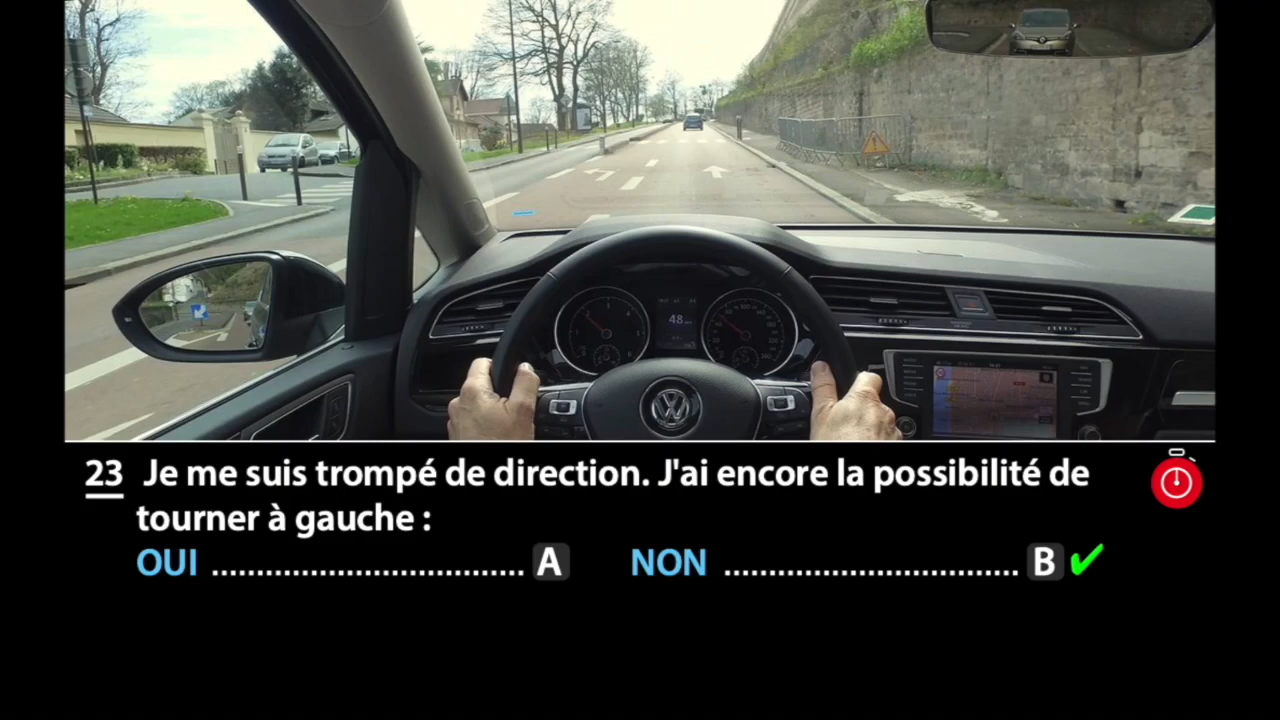 48
23 Je me suis trompé de direction. J'ai encore la possibilité de
tourner à gauche :
OUI ................................... A NON ................................. B ✔